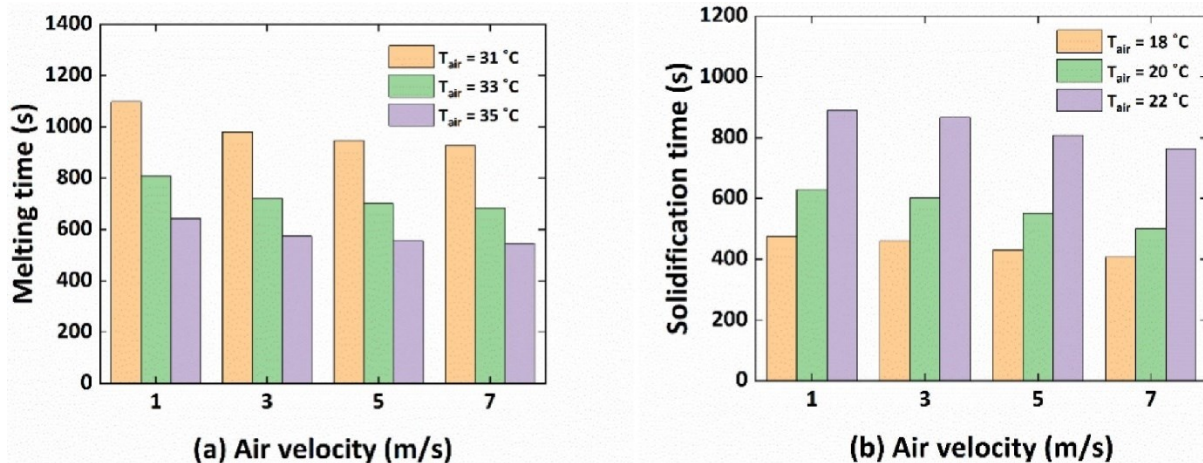 Melting time (s)
1400
1200
1000
800
600
400
200
0
T_air = 31 ˚C
T_air = 33 ˚C
T_air = 35 ˚C
1 3 5 7
(a) Air velocity (m/s)
Solidification time (s)
1200
1000
800
600
400
200
0
T_air = 18 ˚C
T_air = 20 ˚C
T_air = 22 ˚C
1 3 5 7
(b) Air velocity (m/s)